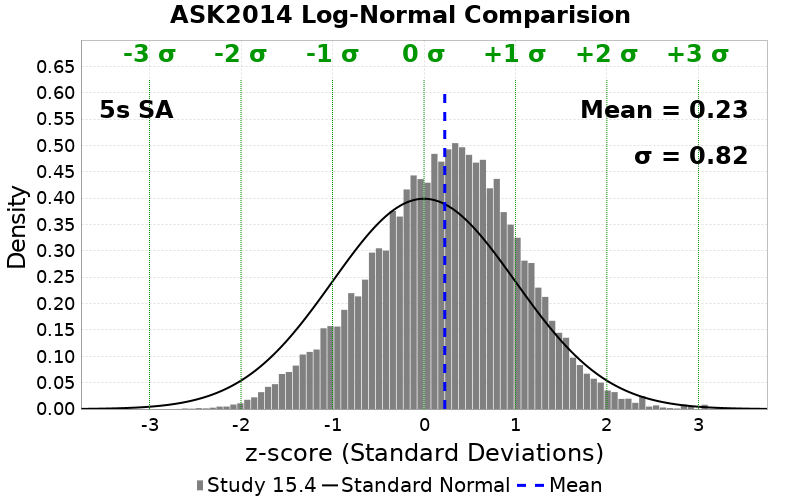 ASK2014 Log-Normal Comparision
-3 σ -2 σ -1 σ 0 σ +1 σ +2 σ +3 σ
5s SA
Mean = 0.23
σ = 0.82
Density
0.65
0.60
0.55
0.50
0.45
0.40
0.35
0.30
0.25
0.20
0.15
0.10
0.05
0.00
-3 -2 -1 0 1 2 3
z-score (Standard Deviations)
Study 15.4 Standard Normal Mean